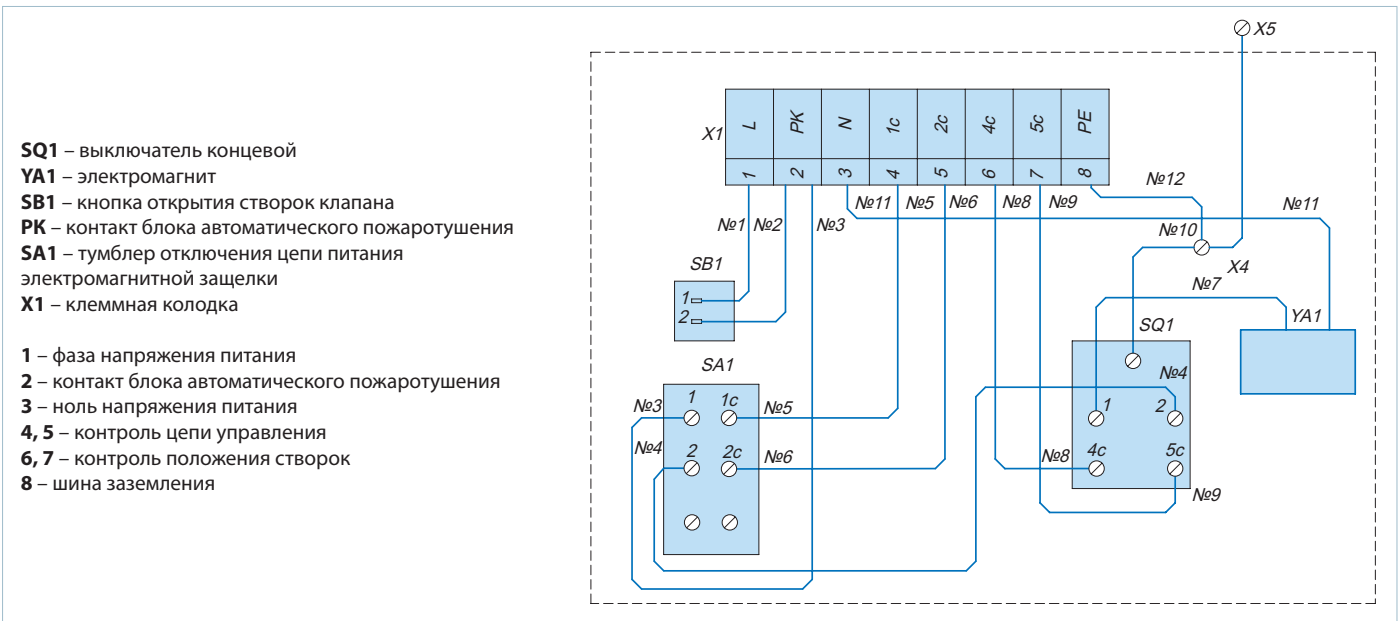 SQ1 – выключатель концевой
YA1 – электромагнит
SB1 – кнопка открытия створок клапана
РК – контакт блока автоматического пожаротушения
SA1 – тумблер отключения цепи питания
электромагнитной защелки
X1 – клеммная колодка
1 – фаза напряжения питания
2 – контакт блока автоматического пожаротушения
3 – ноль напряжения питания
4, 5 – контроль цепи управления
6, 7 – контроль положения створок
8 – шина заземления
X5
X1
L PK N 1c 2c 4c 5c PE
1 2 3 4 5 6 7 8
№12
№1 №2 №3 №11 №5 №6 №8 №9 №11
№10
X4
SB1
1
2
№7
SQ1
YA1
SA1
№4
№3 1 1c №5
1 2
№4 2 2c №6
№8 4c 5c
№9